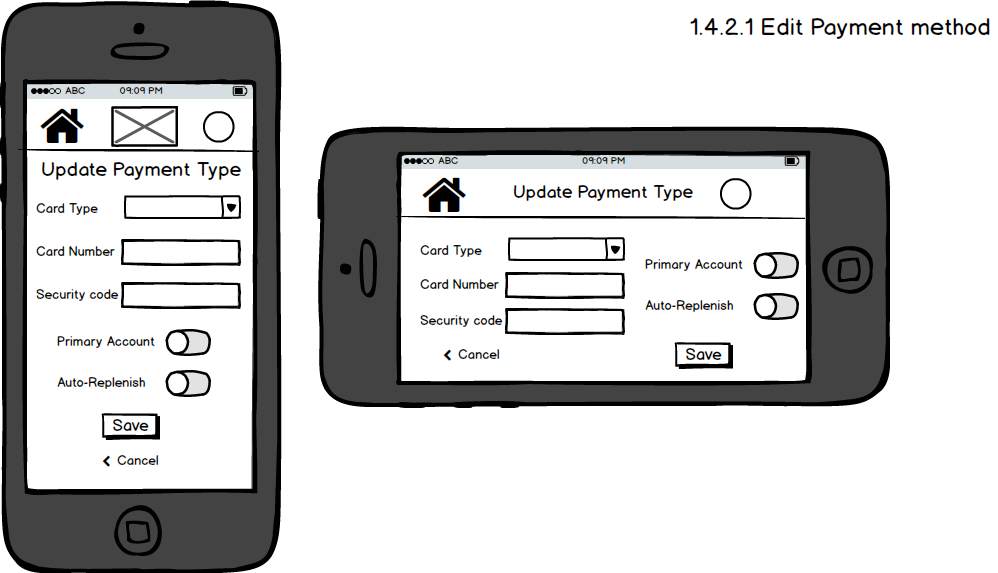 1.4.2.1 Edit Payment method
ABC 09:09 PM
Update Payment Type
Card Type
Card Number
Security code
Primary Account
Auto-Replenish
Save
Cancel
ABC 09:09 PM
Update Payment Type
Card Type
Card Number
Security code
Primary Account
Auto-Replenish
Cancel
Save